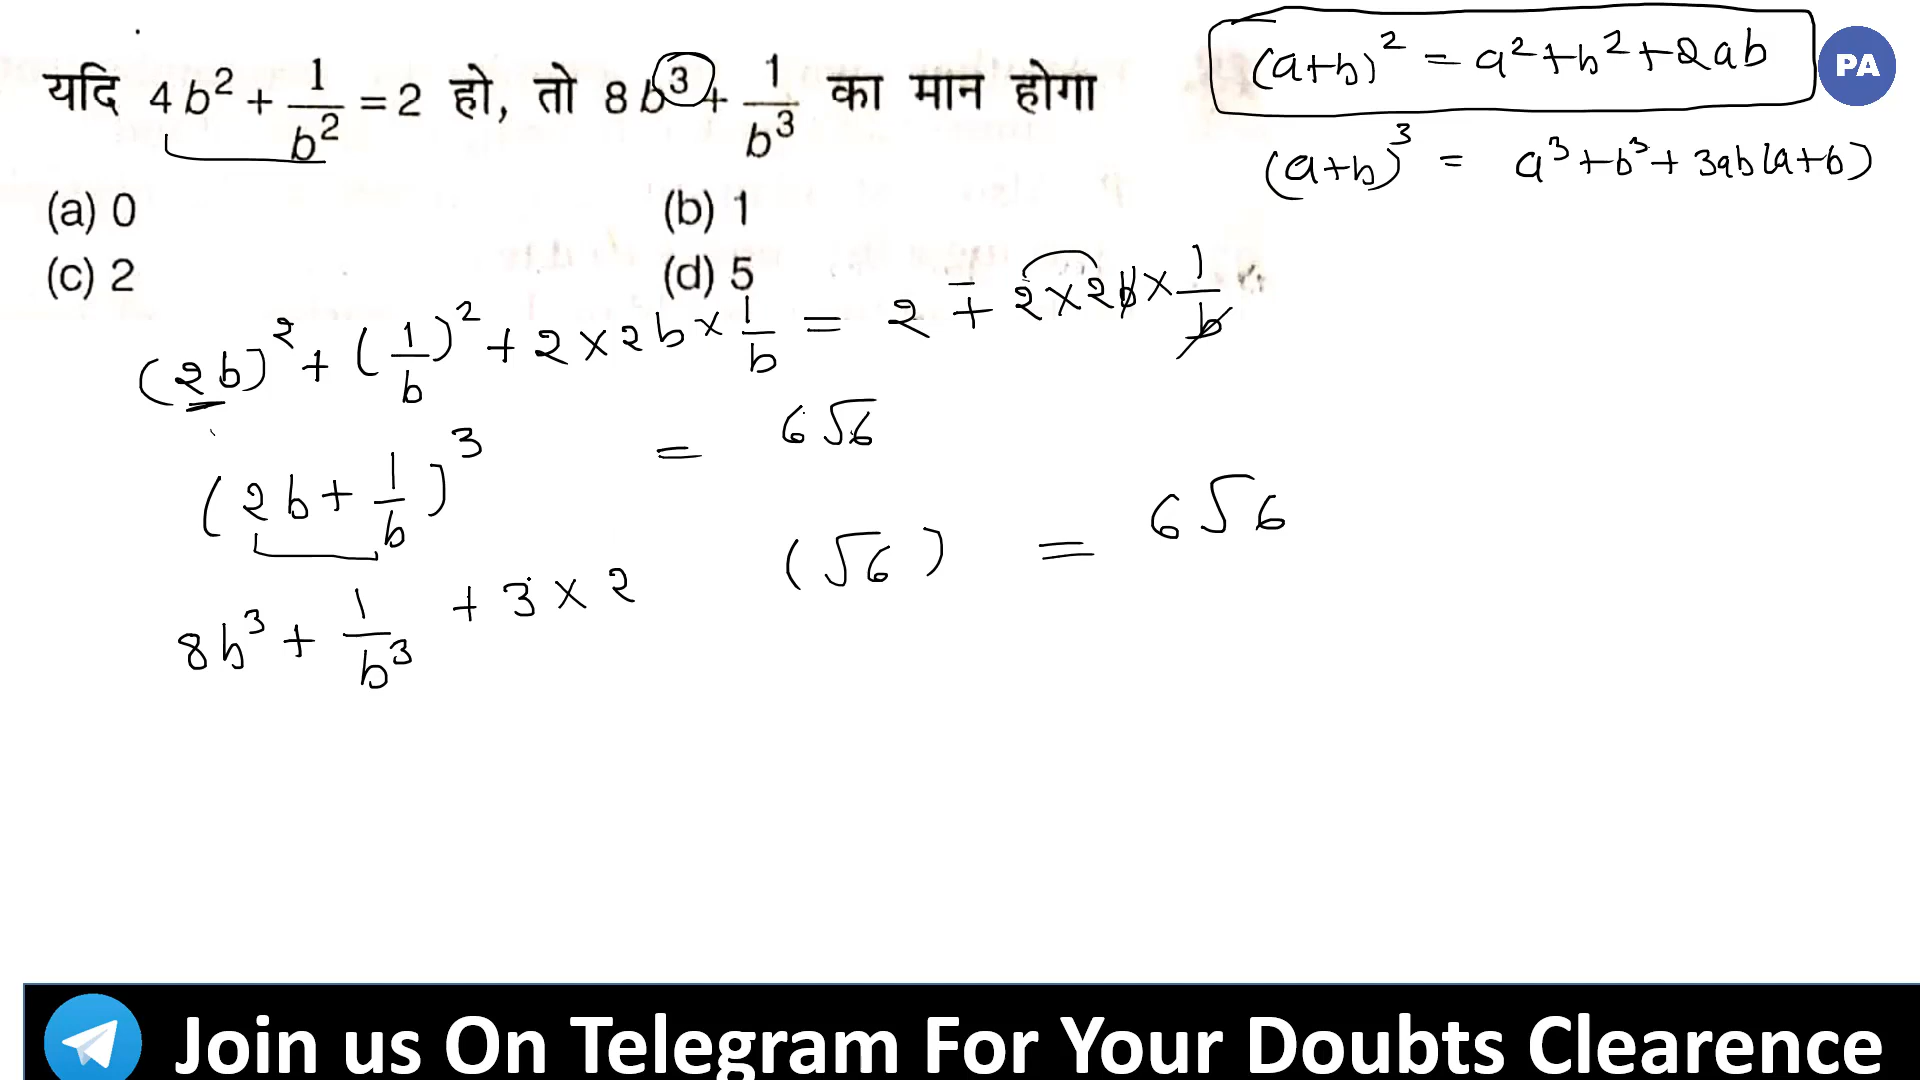 यदि 4b² + 1/b² = 2 हो, तो 8b³ + 1/b³ का मान होगा
(a) 0
(b) 1
(c) 2
(d) 5
(a+b)² = a²+b²+2ab
PA
(a+b)³ = a³+b³+3ab(a+b)
(2b)² + (1/b)² + 2×2b×1/b = 2 ∓ 2×2b×1/b
(2b+1/b)³ = 6√6
8b³ + 1/b³ + 3×2 (√6) = 6√6
Join us On Telegram For Your Doubts Clearence